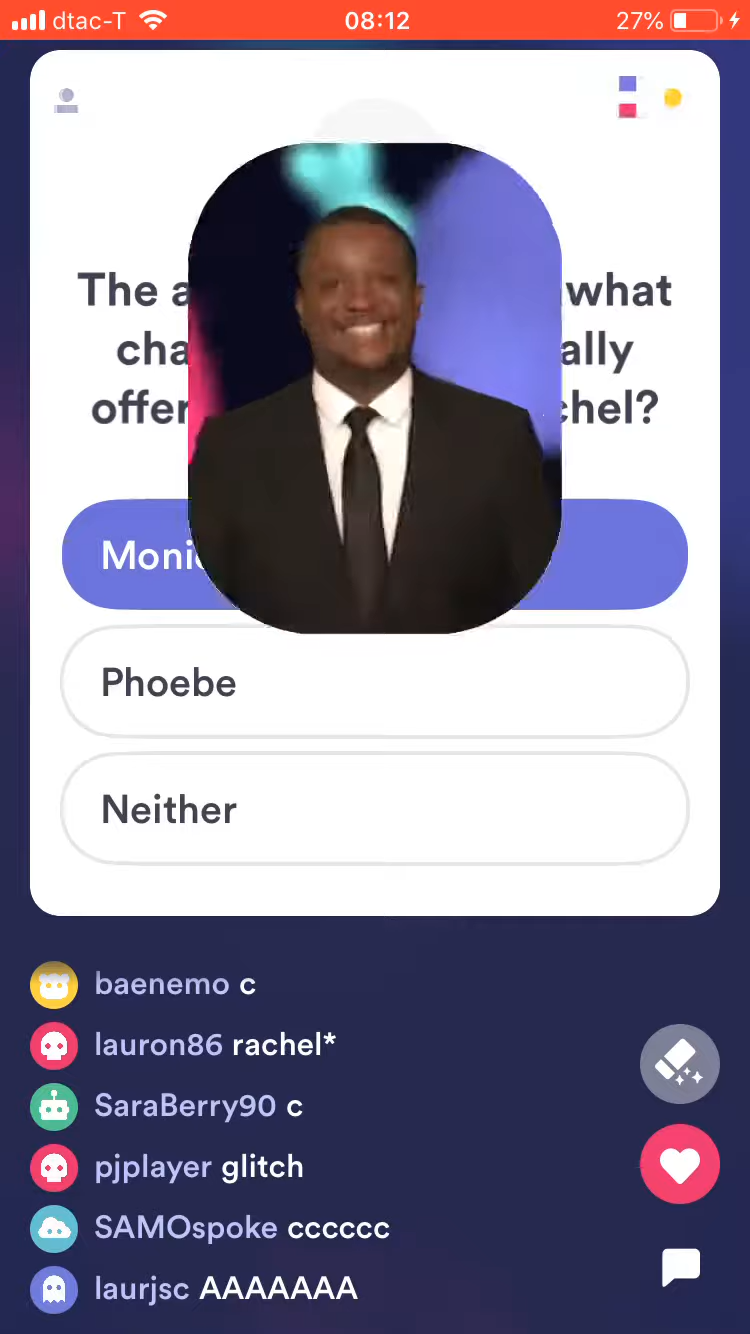 dtac-T 08:12 27%
The a what
cha ally
offer chel?
Moni
Phoebe
Neither
baenemo c
lauron86 rachel*
SaraBerry90 c
pjplayer glitch
SAMOspoke cccccc
laurjsc AAAAAAA